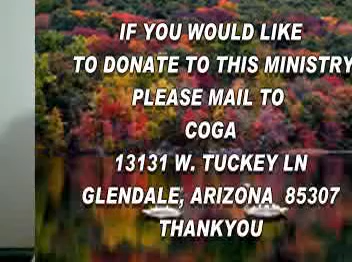 IF YOU WOULD LIKE
TO DONATE TO THIS MINISTRY
PLEASE MAIL TO
COGA
13131 W. TUCKEY LN
GLENDALE, ARIZONA 85307
THANKYOU